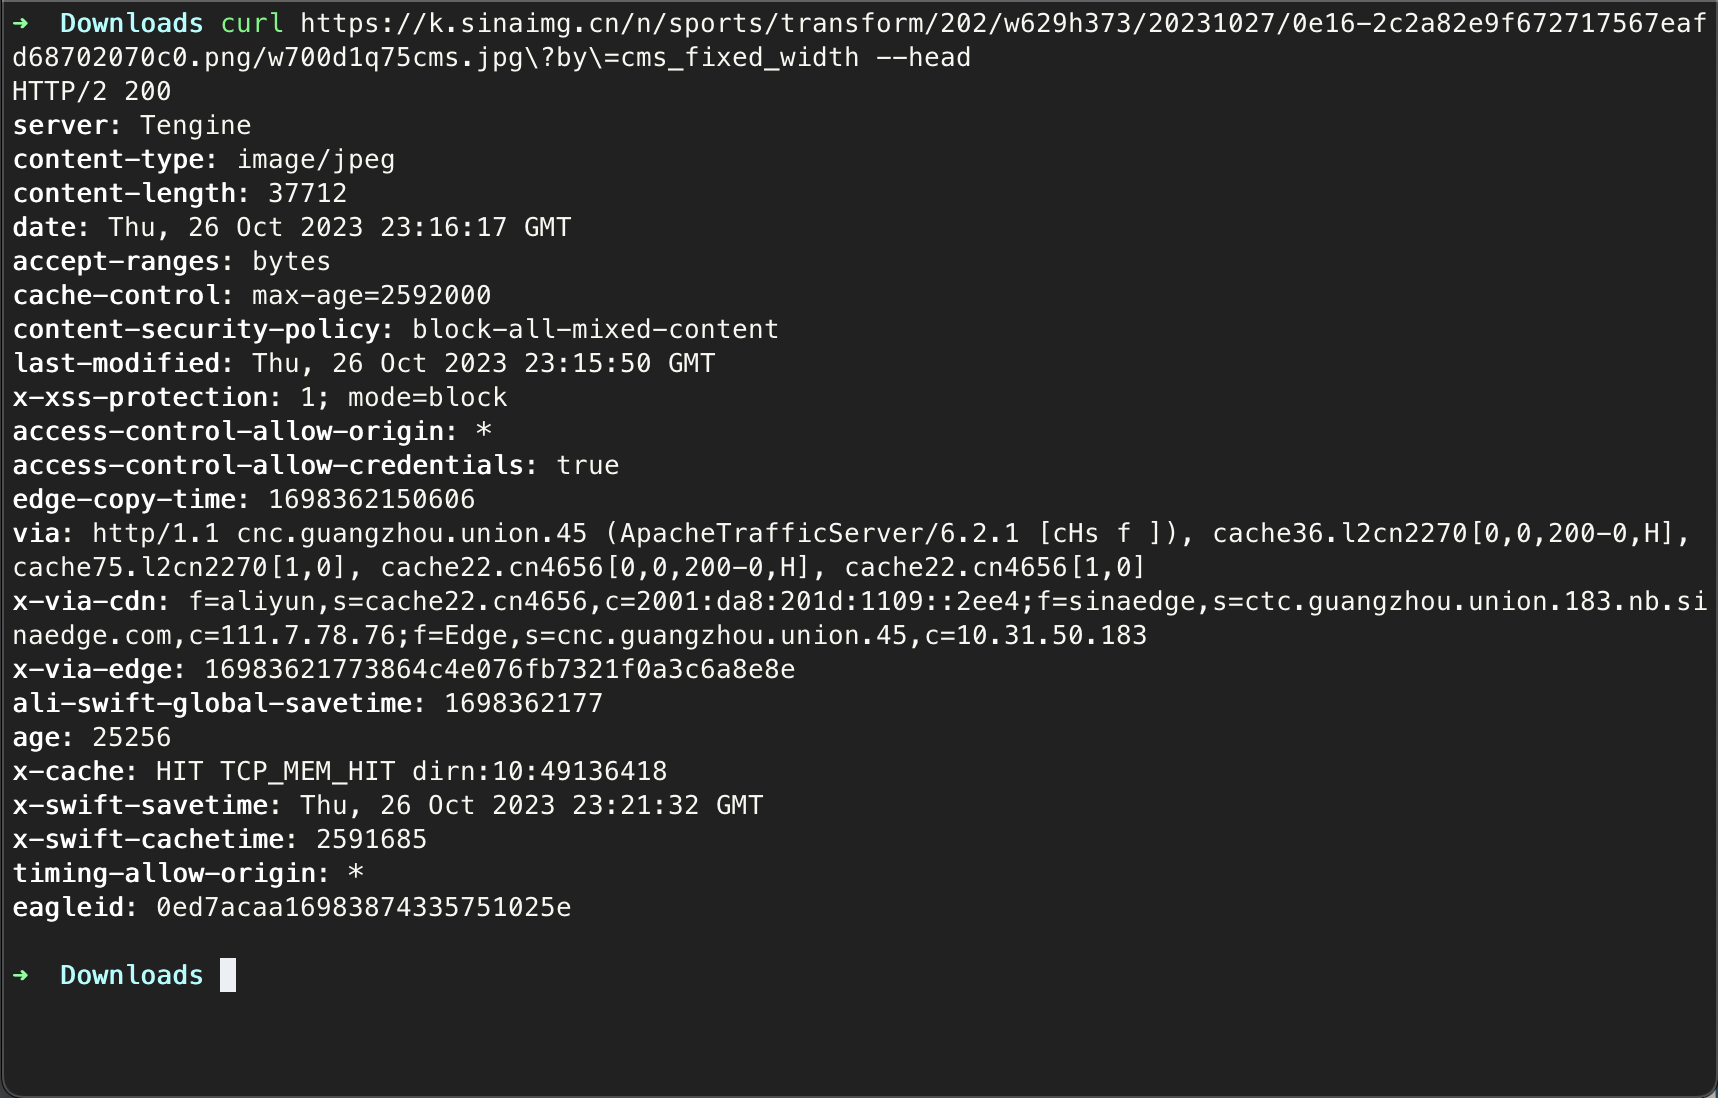 ➜  Downloads curl https://k.sinaimg.cn/n/sports/transform/202/w629h373/20231027/0e16-2c2a82e9f672717567eaf
d68702070c0.png/w700d1q75cms.jpg\?by\=cms_fixed_width --head
HTTP/2 200
server: Tengine
content-type: image/jpeg
content-length: 37712
date: Thu, 26 Oct 2023 23:16:17 GMT
accept-ranges: bytes
cache-control: max-age=2592000
content-security-policy: block-all-mixed-content
last-modified: Thu, 26 Oct 2023 23:15:50 GMT
x-xss-protection: 1; mode=block
access-control-allow-origin: *
access-control-allow-credentials: true
edge-copy-time: 1698362150606
via: http/1.1 cnc.guangzhou.union.45 (ApacheTrafficServer/6.2.1 [cHs f ]), cache36.l2cn2270[0,0,200-0,H],
cache75.l2cn2270[1,0], cache22.cn4656[0,0,200-0,H], cache22.cn4656[1,0]
x-via-cdn: f=aliyun,s=cache22.cn4656,c=2001:da8:201d:1109::2ee4;f=sinaedge,s=ctc.guangzhou.union.183.nb.si
naedge.com,c=111.7.78.76;f=Edge,s=cnc.guangzhou.union.45,c=10.31.50.183
x-via-edge: 16983621773864c4e076fb7321f0a3c6a8e8e
ali-swift-global-savetime: 1698362177
age: 25256
x-cache: HIT TCP_MEM_HIT dirn:10:49136418
x-swift-savetime: Thu, 26 Oct 2023 23:21:32 GMT
x-swift-cachetime: 2591685
timing-allow-origin: *
eagleid: 0ed7acaa16983874335751025e
➜  Downloads